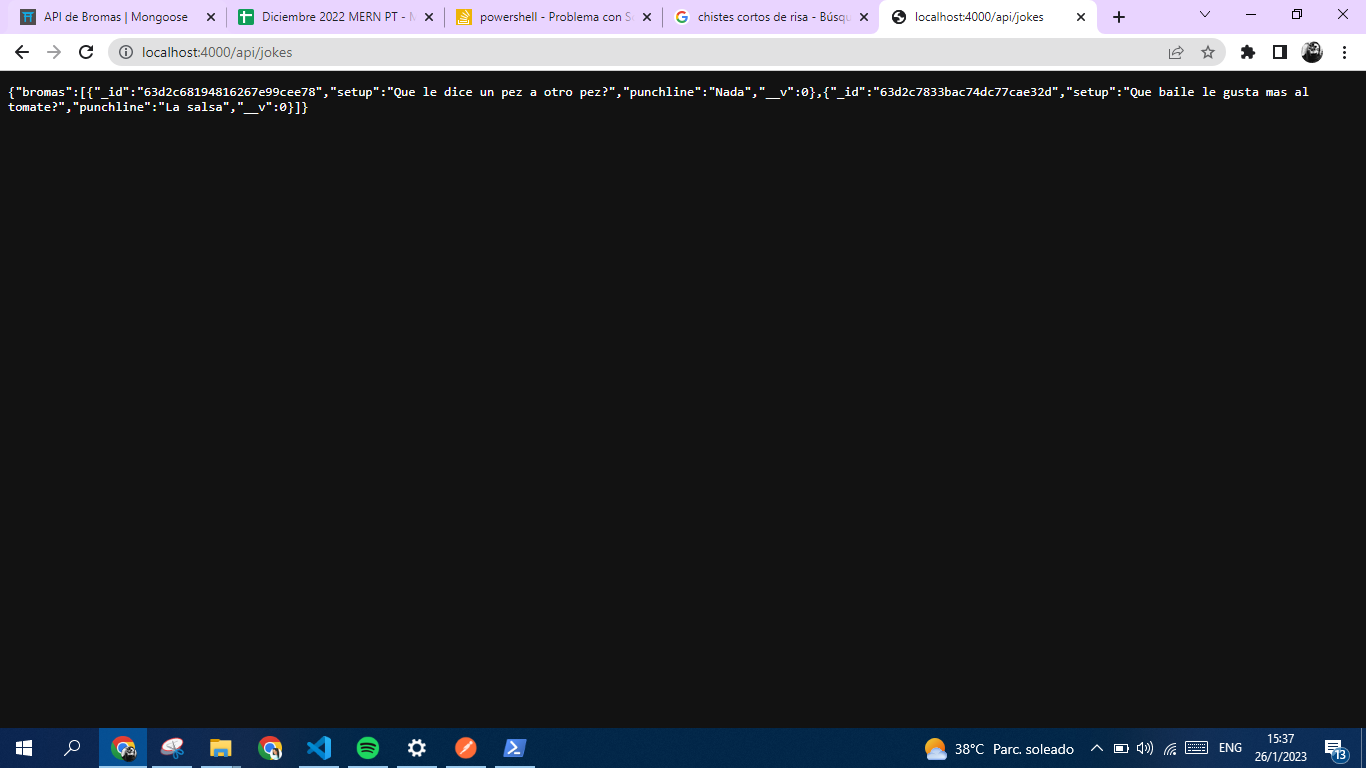 API de Bromas | Mongoose
Diciembre 2022 MERN PT - M
powershell - Problema con S
chistes cortos de risa - Búsqu
localhost:4000/api/jokes
localhost:4000/api/jokes
{"bromas":[{"_id":"63d2c68194816267e99cee78","setup":"Que le dice un pez a otro pez?","punchline":"Nada","__v":0},{"_id":"63d2c7833bac74dc77cae32d","setup":"Que baile le gusta mas al
tomate?","punchline":"La salsa","__v":0}]}
38°C Parc. soleado
ENG
15:37
26/1/2023
13